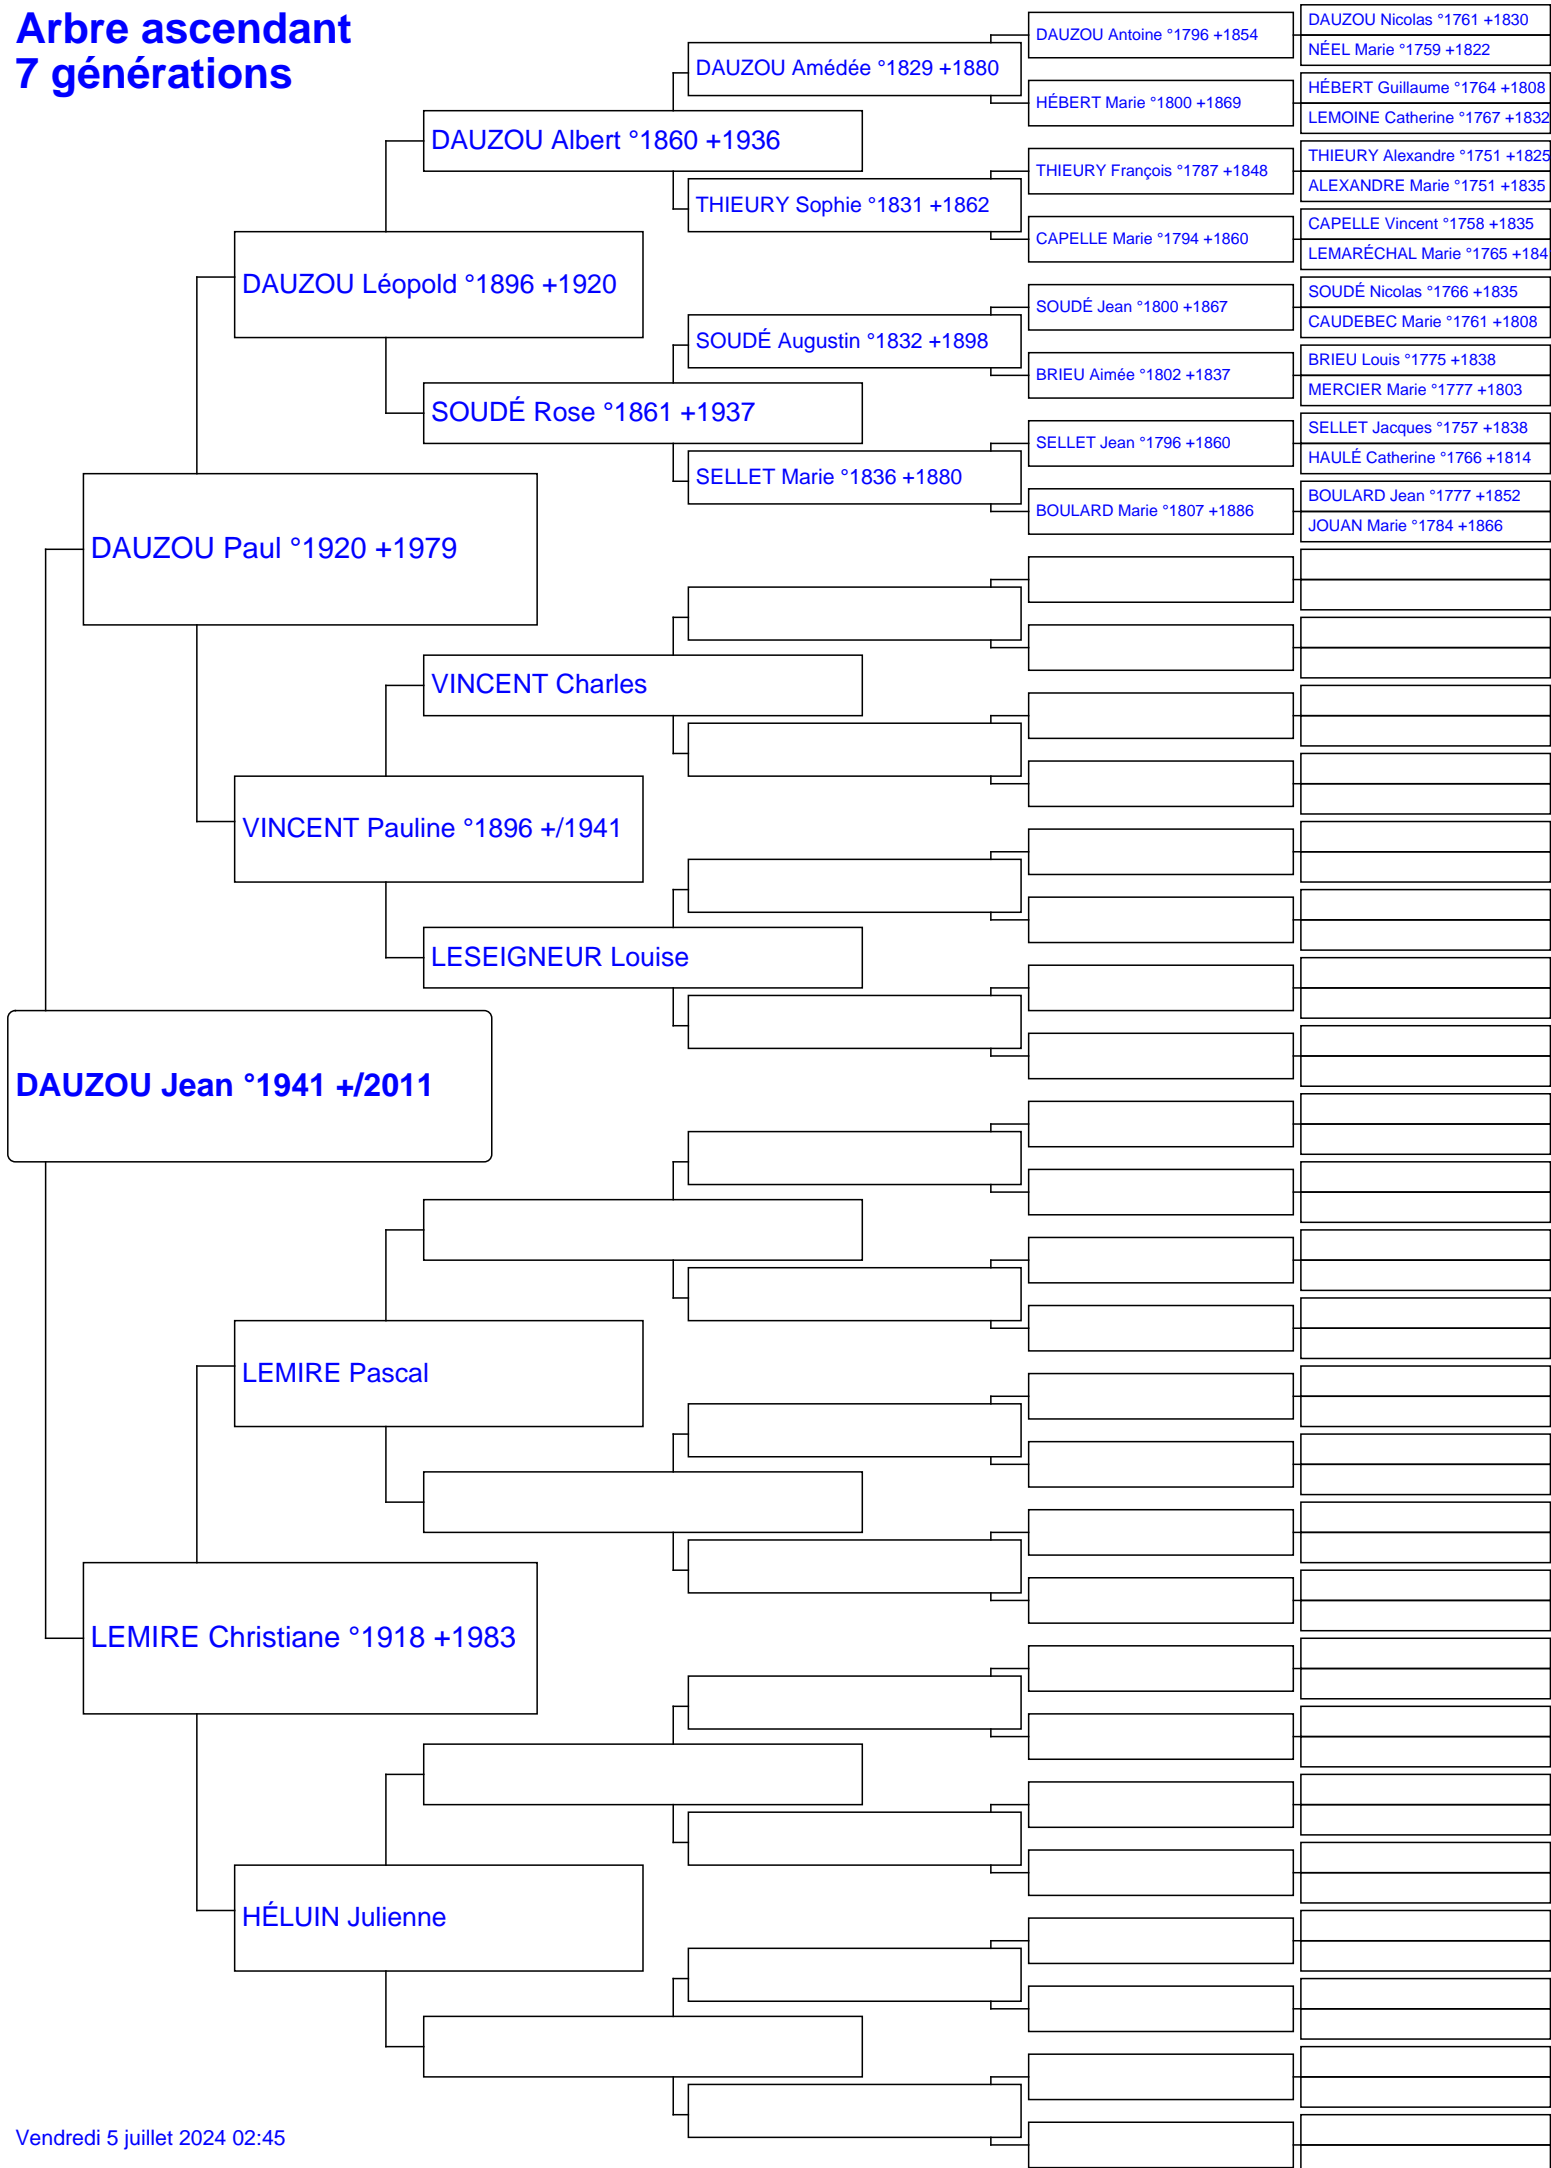 Arbre ascendant
7 générations
DAUZOU Jean °1941 +/2011
DAUZOU Paul °1920 +1979
LEMIRE Christiane °1918 +1983
DAUZOU Léopold °1896 +1920
VINCENT Pauline °1896 +/1941
LEMIRE Pascal
HÉLUIN Julienne
DAUZOU Albert °1860 +1936
SOUDÉ Rose °1861 +1937
VINCENT Charles
LESEIGNEUR Louise
DAUZOU Amédée °1829 +1880
THIEURY Sophie °1831 +1862
SOUDÉ Augustin °1832 +1898
SELLET Marie °1836 +1880
DAUZOU Antoine °1796 +1854
HÉBERT Marie °1800 +1869
THIEURY François °1787 +1848
CAPELLE Marie °1794 +1860
SOUDÉ Jean °1800 +1867
BRIEU Aimée °1802 +1837
SELLET Jean °1796 +1860
BOULARD Marie °1807 +1886
DAUZOU Nicolas °1761 +1830
NÉEL Marie °1759 +1822
HÉBERT Guillaume °1764 +1808
LEMOINE Catherine °1767 +1832
THIEURY Alexandre °1751 +1825
ALEXANDRE Marie °1751 +1835
CAPELLE Vincent °1758 +1835
LEMARÉCHAL Marie °1765 +184
SOUDÉ Nicolas °1766 +1835
CAUDEBEC Marie °1761 +1808
BRIEU Louis °1775 +1838
MERCIER Marie °1777 +1803
SELLET Jacques °1757 +1838
HAULÉ Catherine °1766 +1814
BOULARD Jean °1777 +1852
JOUAN Marie °1784 +1866
Vendredi 5 juillet 2024 02:45